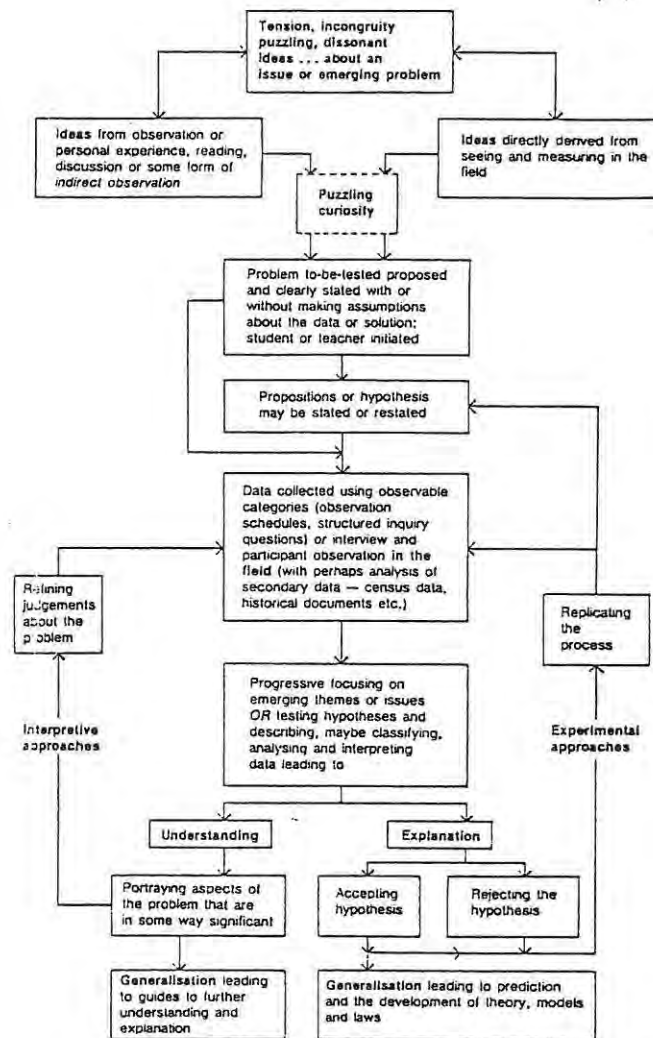 Tension, incongruity
puzzling, dissonant
ideas ... about an
issue or emerging problem
Ideas from observation or
personal experience, reading,
discussion or some form of
indirect observation
Ideas directly derived from
seeing and measuring in the
field
Puzzling
curiosity
Problem to-be-tested proposed
and clearly stated with or
without making assumptions
about the data or solution;
student or teacher initiated
Propositions or hypothesis
may be stated or restated
Data collected using observable
categories (observation
schedules, structured inquiry
questions) or interview and
participant observation in the
field (with perhaps analysis of
secondary data — census data,
historical documents etc.)
Refining
judgements
about the
problem
Replicating
the
process
Progressive focusing on
emerging themes or issues
OR testing hypotheses and
describing, maybe classifying,
analysing and interpreting
data leading to
Interpretive
approaches
Experimental
approaches
Understanding
Explanation
Portraying aspects of
the problem that are
in some way significant
Accepting
hypothesis
Rejecting the
hypothesis
Generalisation leading
to guides to further
understanding and
explanation
Generalisation leading to prediction
and the development of theory, models
and laws